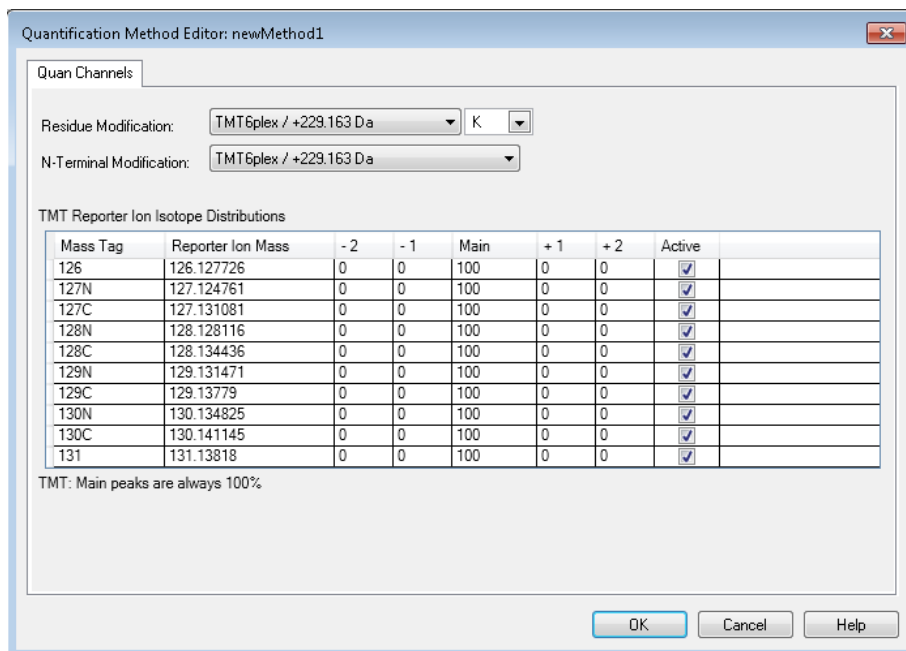 Quantification Method Editor: newMethod1
Quan Channels
Residue Modification: TMT6plex / +229.163 Da K
N-Terminal Modification: TMT6plex / +229.163 Da
TMT Reporter Ion Isotope Distributions
Mass Tag Reporter Ion Mass - 2 - 1 Main + 1 + 2 Active
126 126.127726 0 0 100 0 0
127N 127.124761 0 0 100 0 0
127C 127.131081 0 0 100 0 0
128N 128.128116 0 0 100 0 0
128C 128.134436 0 0 100 0 0
129N 129.131471 0 0 100 0 0
129C 129.13779 0 0 100 0 0
130N 130.134825 0 0 100 0 0
130C 130.141145 0 0 100 0 0
131 131.13818 0 0 100 0 0
TMT: Main peaks are always 100%
OK Cancel Help